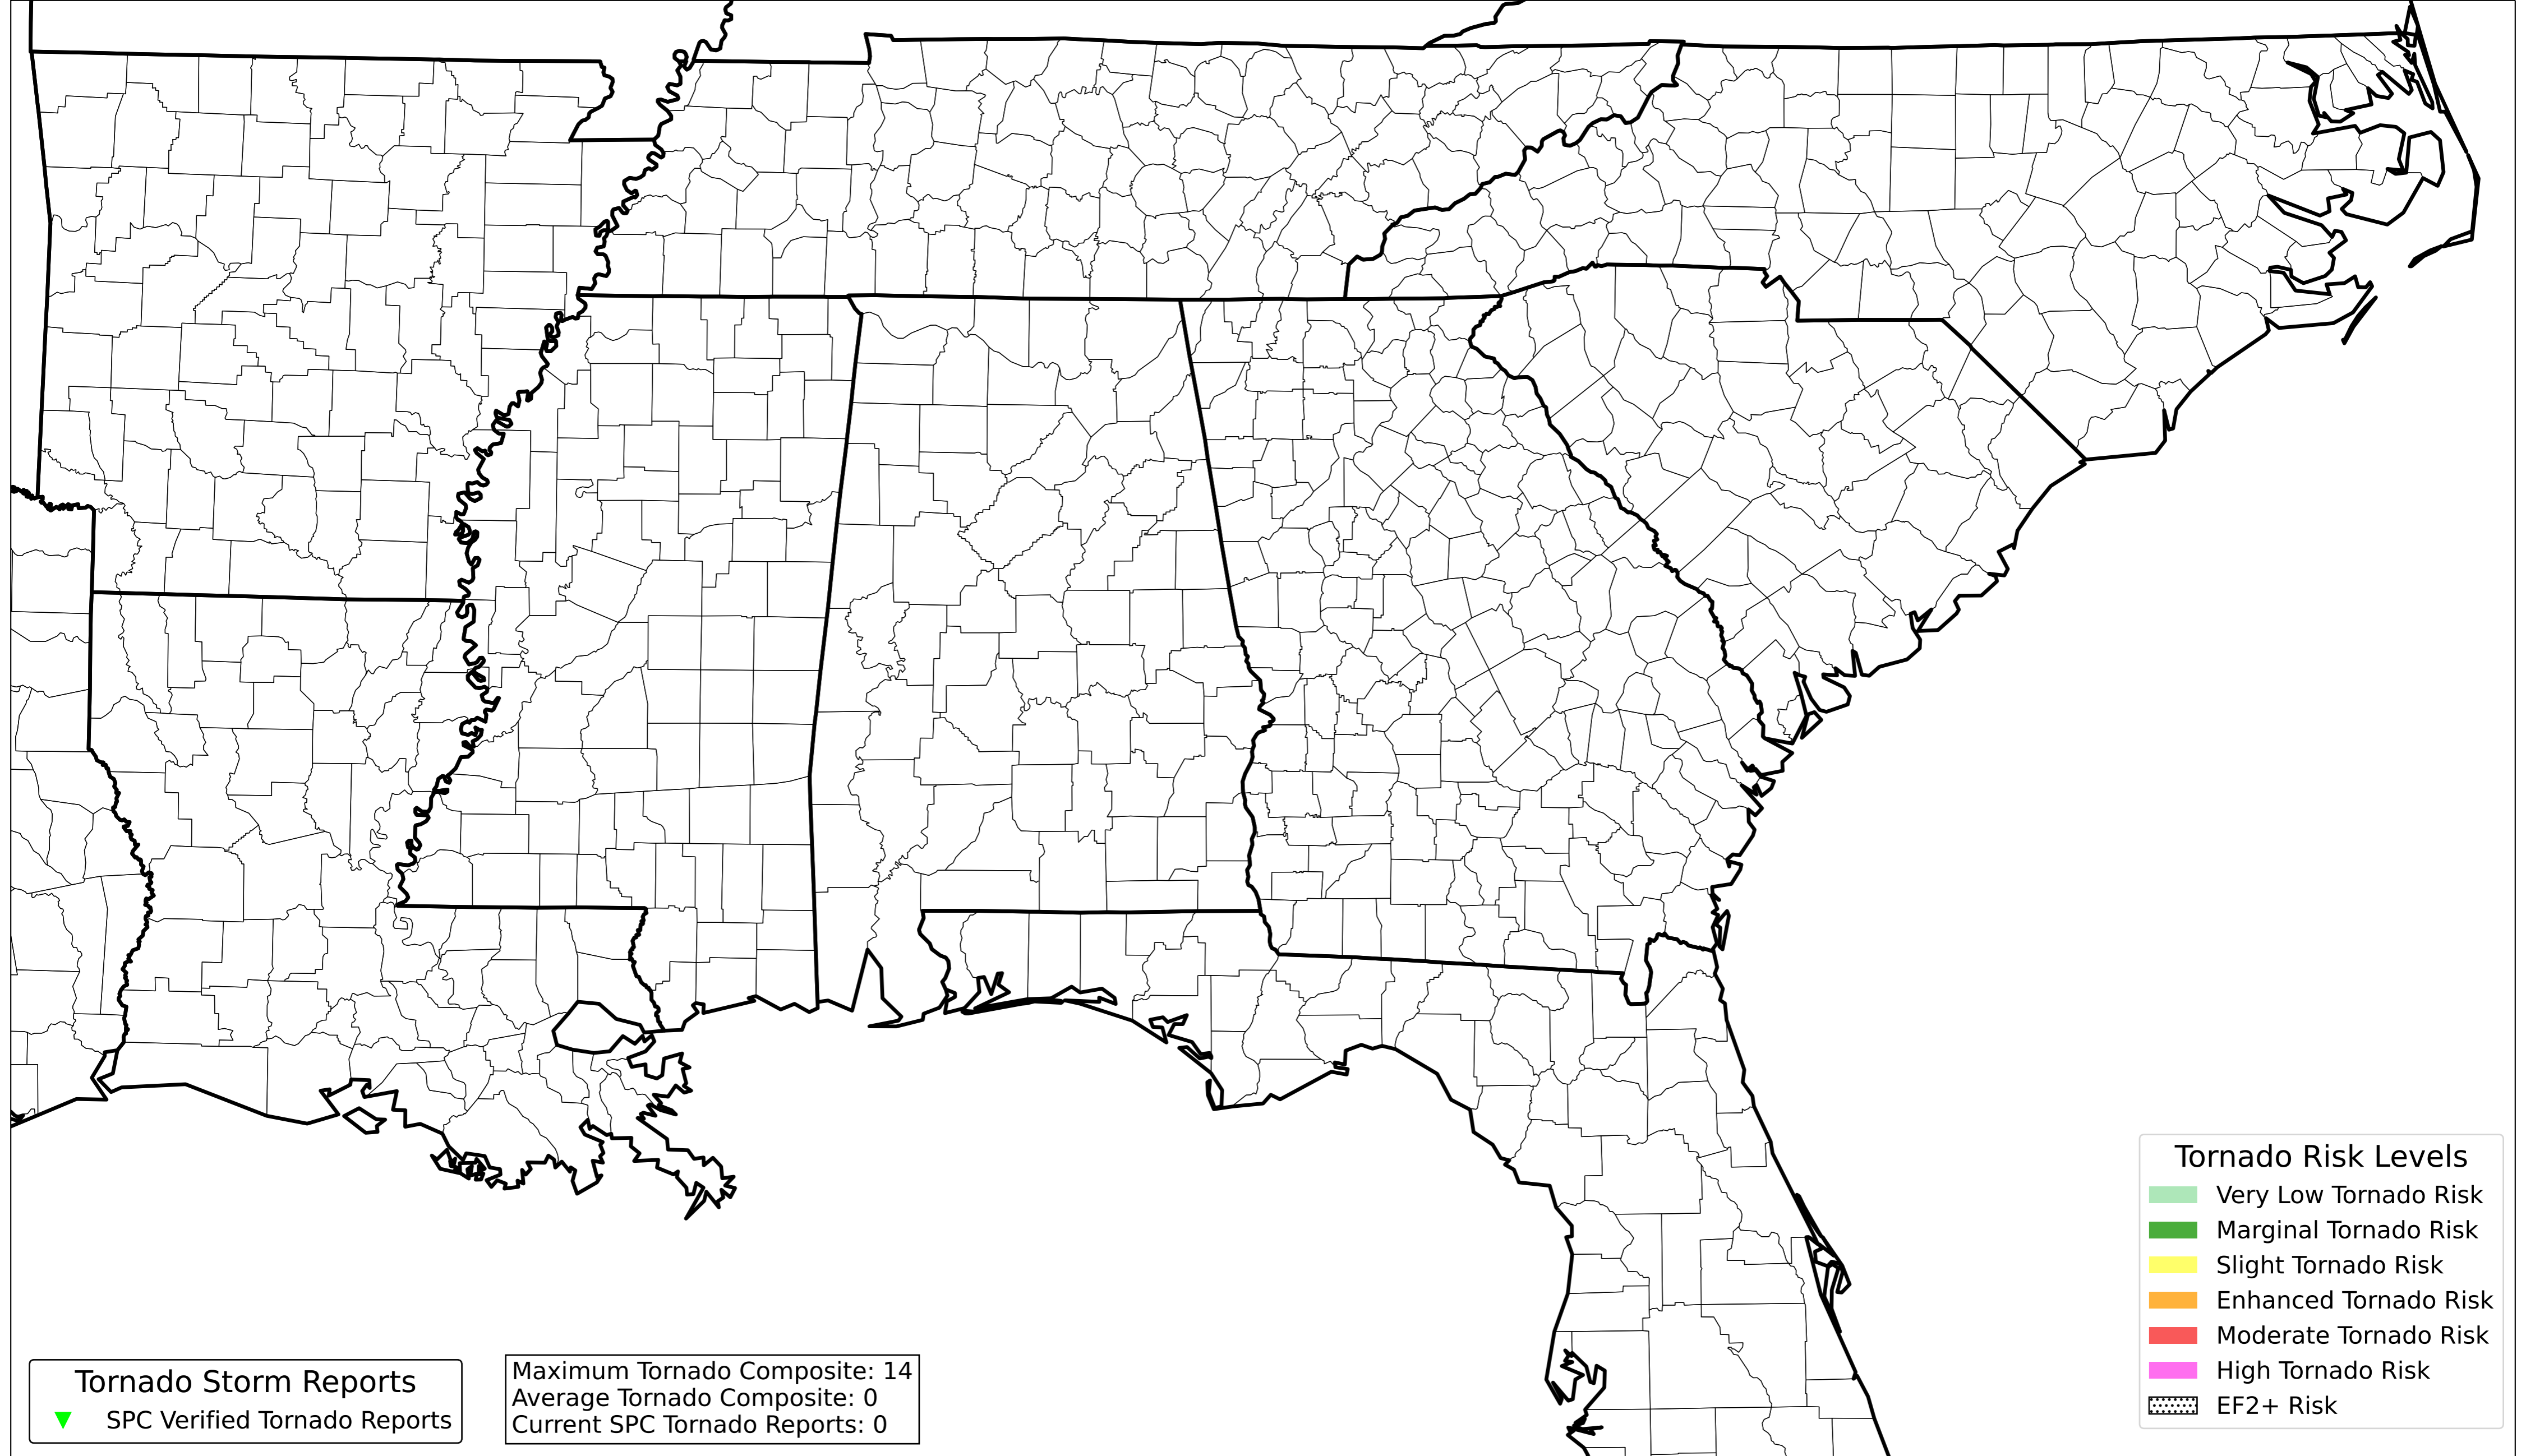 Tornado Storm Reports
SPC Verified Tornado Reports
Maximum Tornado Composite: 14
Average Tornado Composite: 0
Current SPC Tornado Reports: 0
Tornado Risk Levels
Very Low Tornado Risk
Marginal Tornado Risk
Slight Tornado Risk
Enhanced Tornado Risk
Moderate Tornado Risk
High Tornado Risk
EF2+ Risk